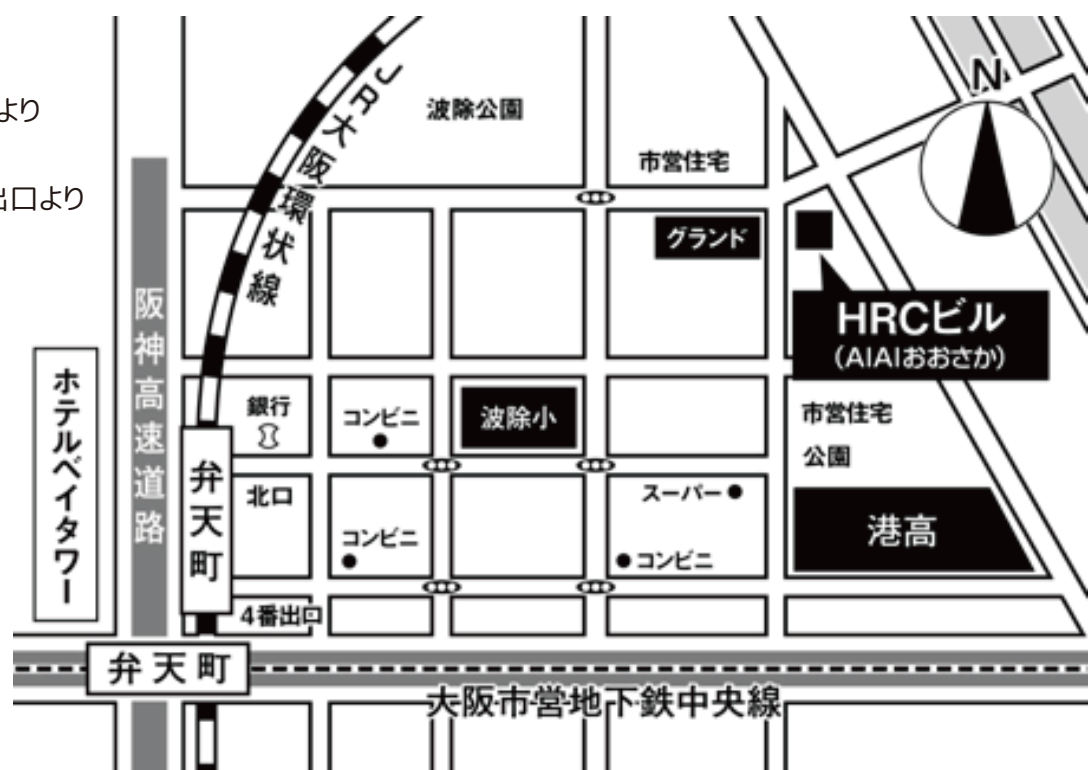 より
出口より
JR大阪環状線
波除公園
市営住宅
N
グランド
HRCビル
(AIAIおおさか)
阪神高速道路
ホテルベイタワー
銀行
コンビニ
波除小
市営住宅
公園
弁天町
北口
スーパー
コンビニ
コンビニ
港高
4番出口
弁天町
大阪市営地下鉄中央線